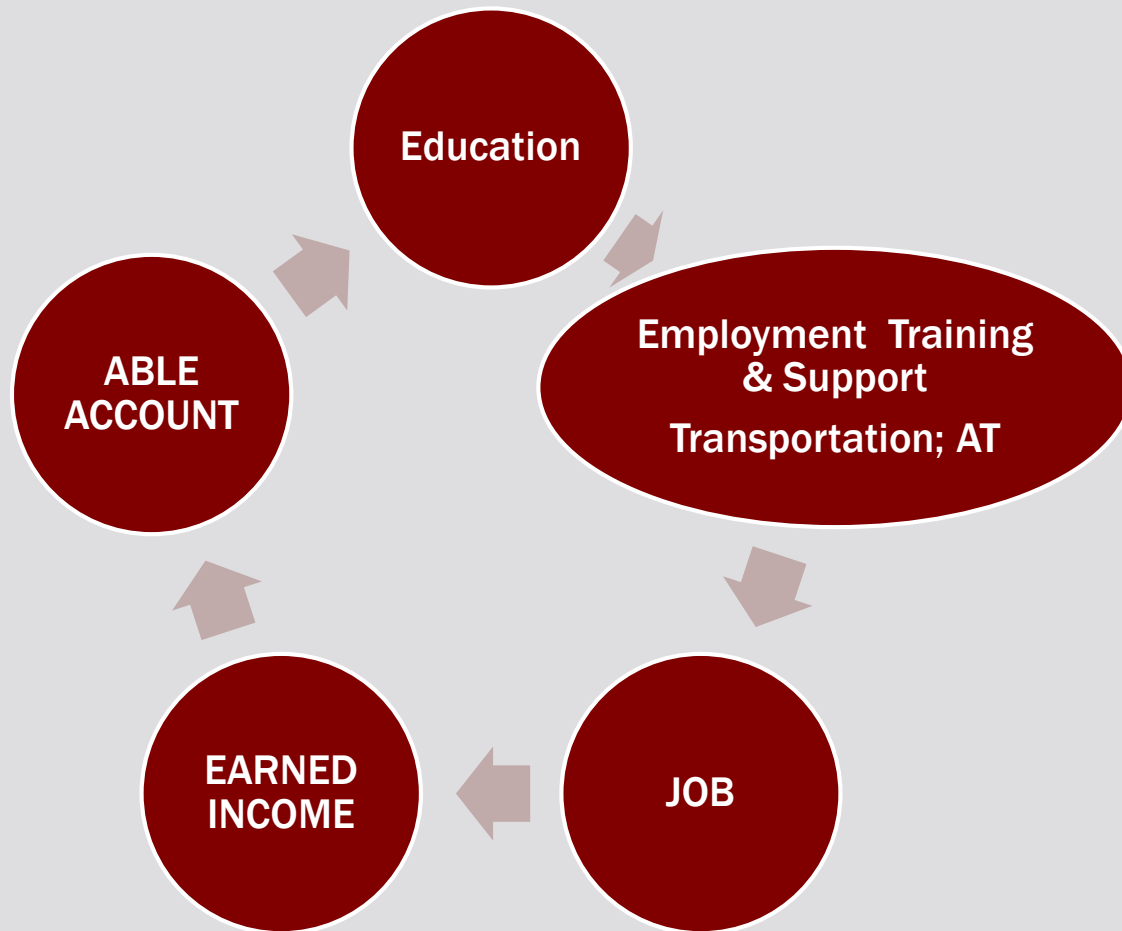 Education
Employment  Training
& Support
Transportation; AT
JOB
EARNED
INCOME
ABLE
ACCOUNT